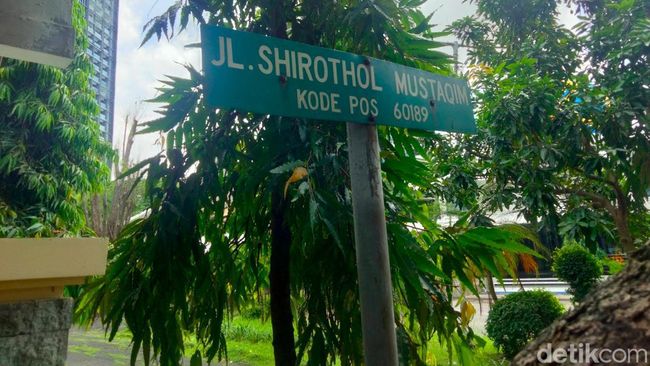 JL. SHIROTHOL MUSTAQIM
KODE POS 60189
detikcom